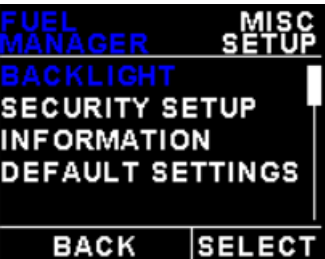 FUEL MANAGER
MISC SETUP
BACKLIGHT
SECURITY SETUP
INFORMATION
DEFAULT SETTINGS
BACK
SELECT